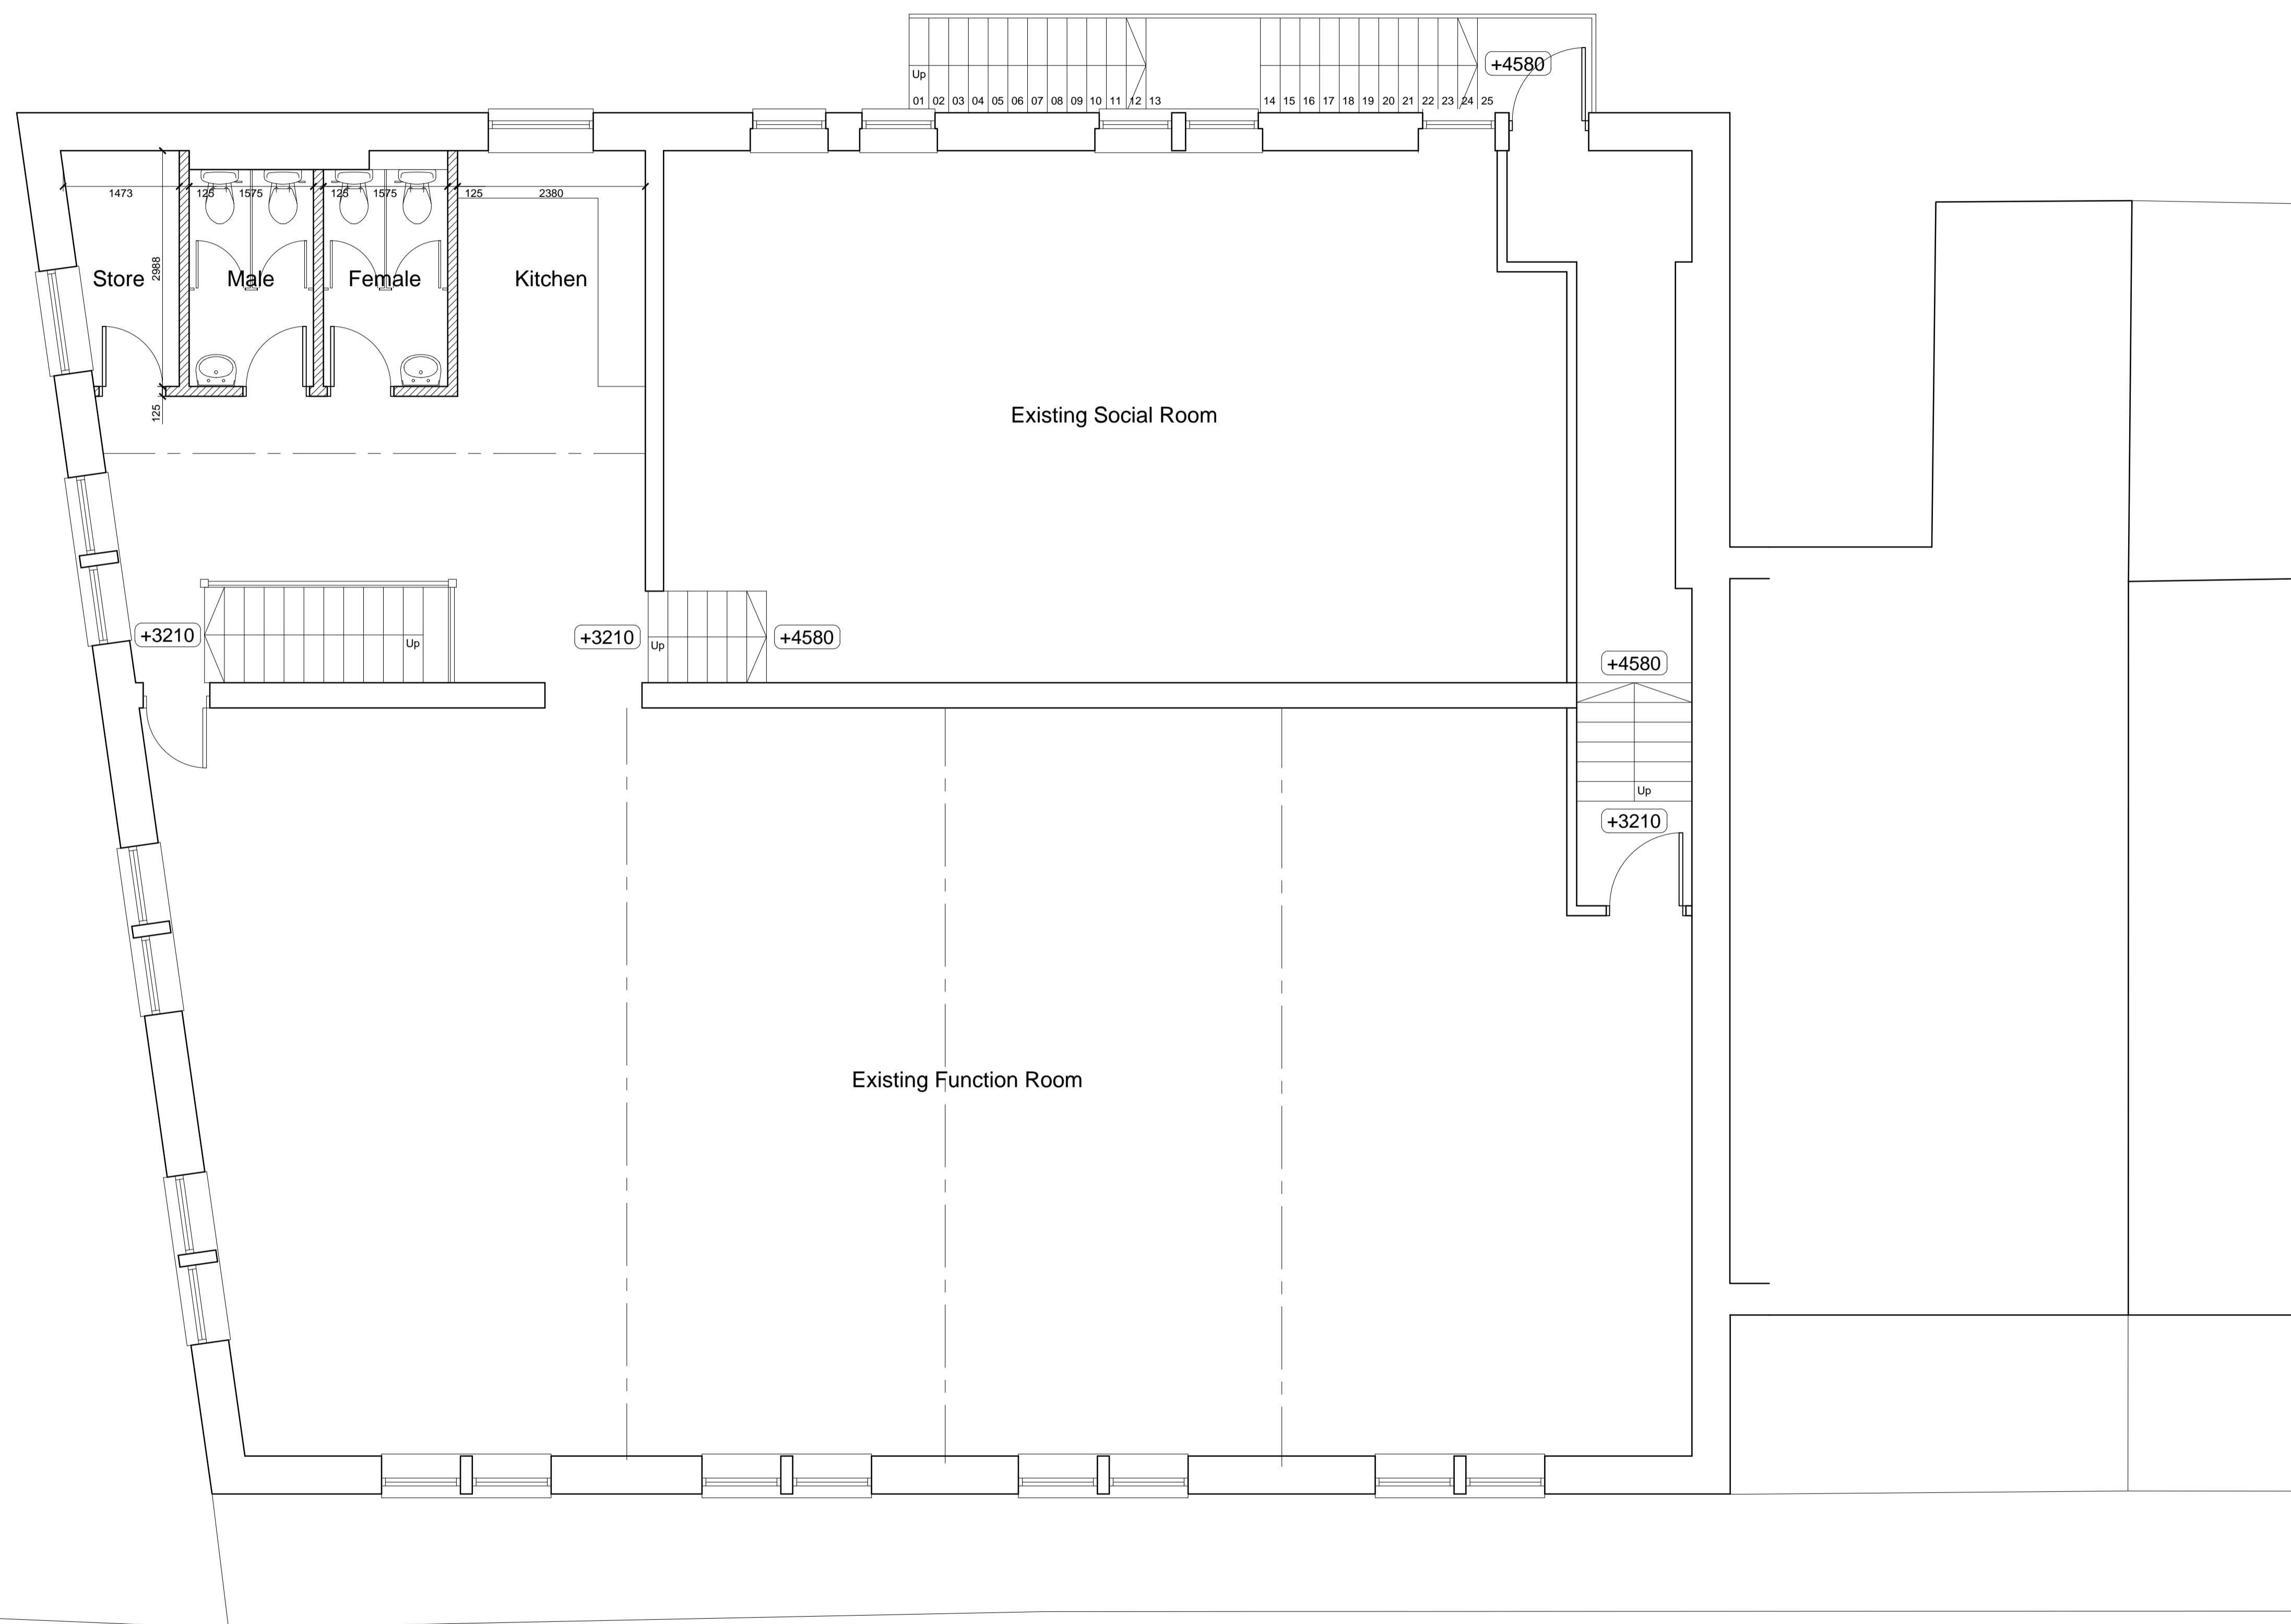 +4580
Up
01 02 03 04 05 06 07 08 09 10 11 12 13 14 15 16 17 18 19 20 21 22 23 24 25
1473 125 1575 125 1575 125 2380
2988
Store Male Female Kitchen
125
Existing Social Room
+3210 Up +3210 Up +4580
+4580
Up
+3210
Existing Function Room